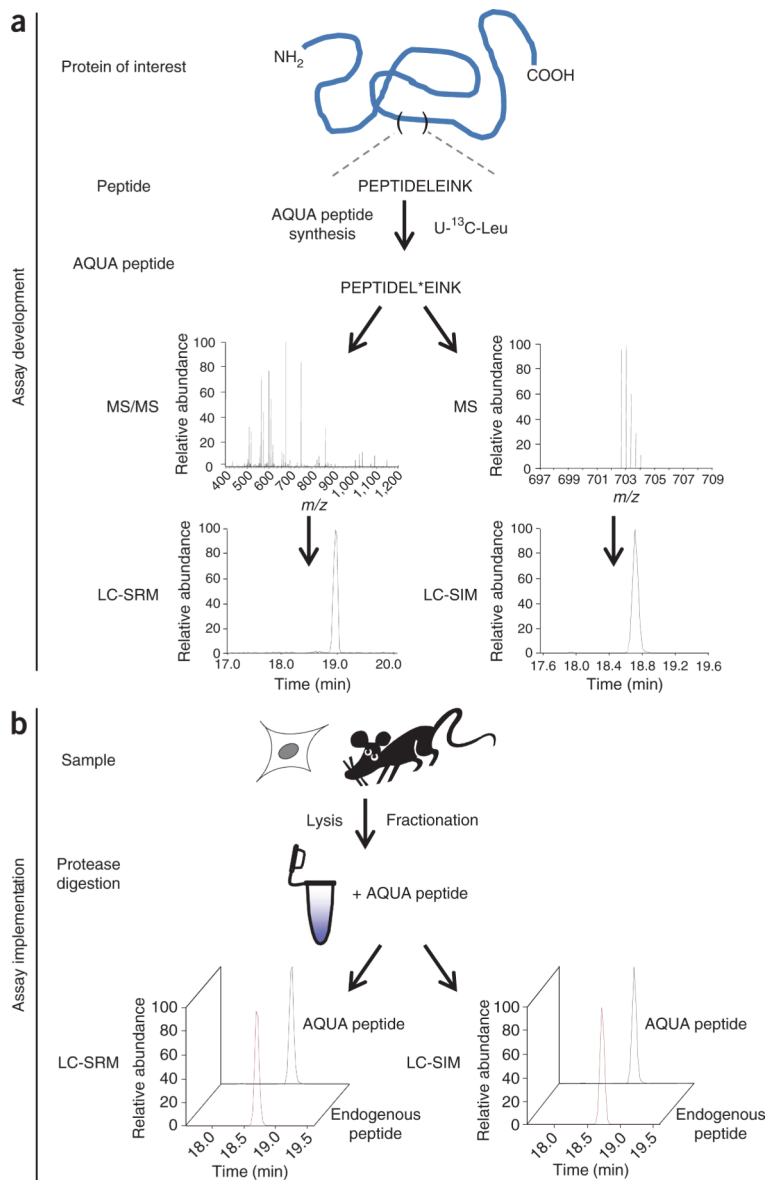 a
Assay development
Protein of interest
NH₂
COOH
( )
Peptide
PEPTIDELEINK
AQUA peptide
synthesis
U-¹³C-Leu
AQUA peptide
PEPTIDEL*EINK
MS/MS
Relative abundance
100
80
60
40
20
0
400 500 600 700 800 900 1,000 1,100 1,200
m/z
MS
Relative abundance
100
80
60
40
20
0
697 699 701 703 705 707 709
m/z
LC-SRM
Relative abundance
100
80
60
40
20
0
17.0 18.0 19.0 20.0
Time (min)
LC-SIM
Relative abundance
100
80
60
40
20
0
17.6 18.0 18.4 18.8 19.2 19.6
Time (min)
b
Assay implementation
Sample
Lysis
Fractionation
Protease
digestion
+ AQUA peptide
LC-SRM
Relative abundance
100
80
60
40
20
0
AQUA peptide
Endogenous
peptide
18.0 18.5 19.0 19.5
Time (min)
LC-SIM
Relative abundance
100
80
60
40
20
0
AQUA peptide
Endogenous
peptide
18.0 18.5 19.0 19.5
Time (min)